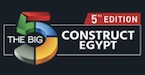 5TH EDITION
THE BIG 5
CONSTRUCT
EGYPT